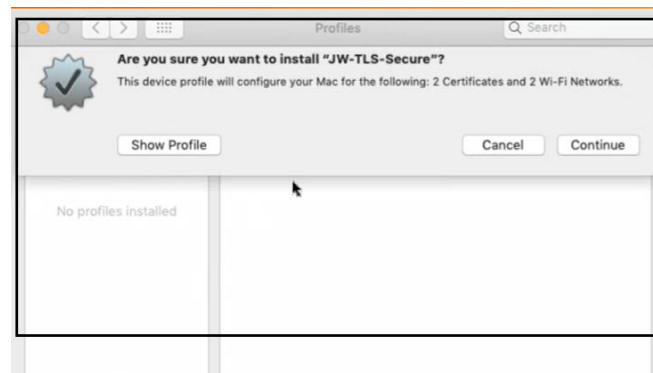 Profiles
Search
Are you sure you want to install “JW-TLS-Secure”?
This device profile will configure your Mac for the following: 2 Certificates and 2 Wi-Fi Networks.
Show Profile
Cancel
Continue
No profiles installed